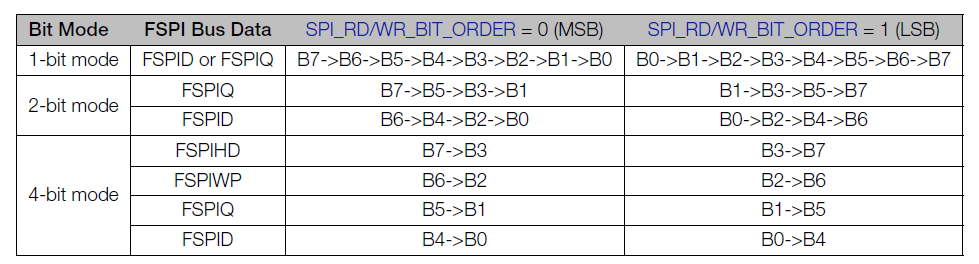 Bit Mode FSPI Bus Data SPI_RD/WR_BIT_ORDER = 0 (MSB) SPI_RD/WR_BIT_ORDER = 1 (LSB)
1-bit mode FSPID or FSPIQ B7->B6->B5->B4->B3->B2->B1->B0 B0->B1->B2->B3->B4->B5->B6->B7
2-bit mode FSPIQ B7->B5->B3->B1 B1->B3->B5->B7
FSPID B6->B4->B2->B0 B0->B2->B4->B6
4-bit mode FSPIHD B7->B3 B3->B7
FSPIWP B6->B2 B2->B6
FSPIQ B5->B1 B1->B5
FSPID B4->B0 B0->B4